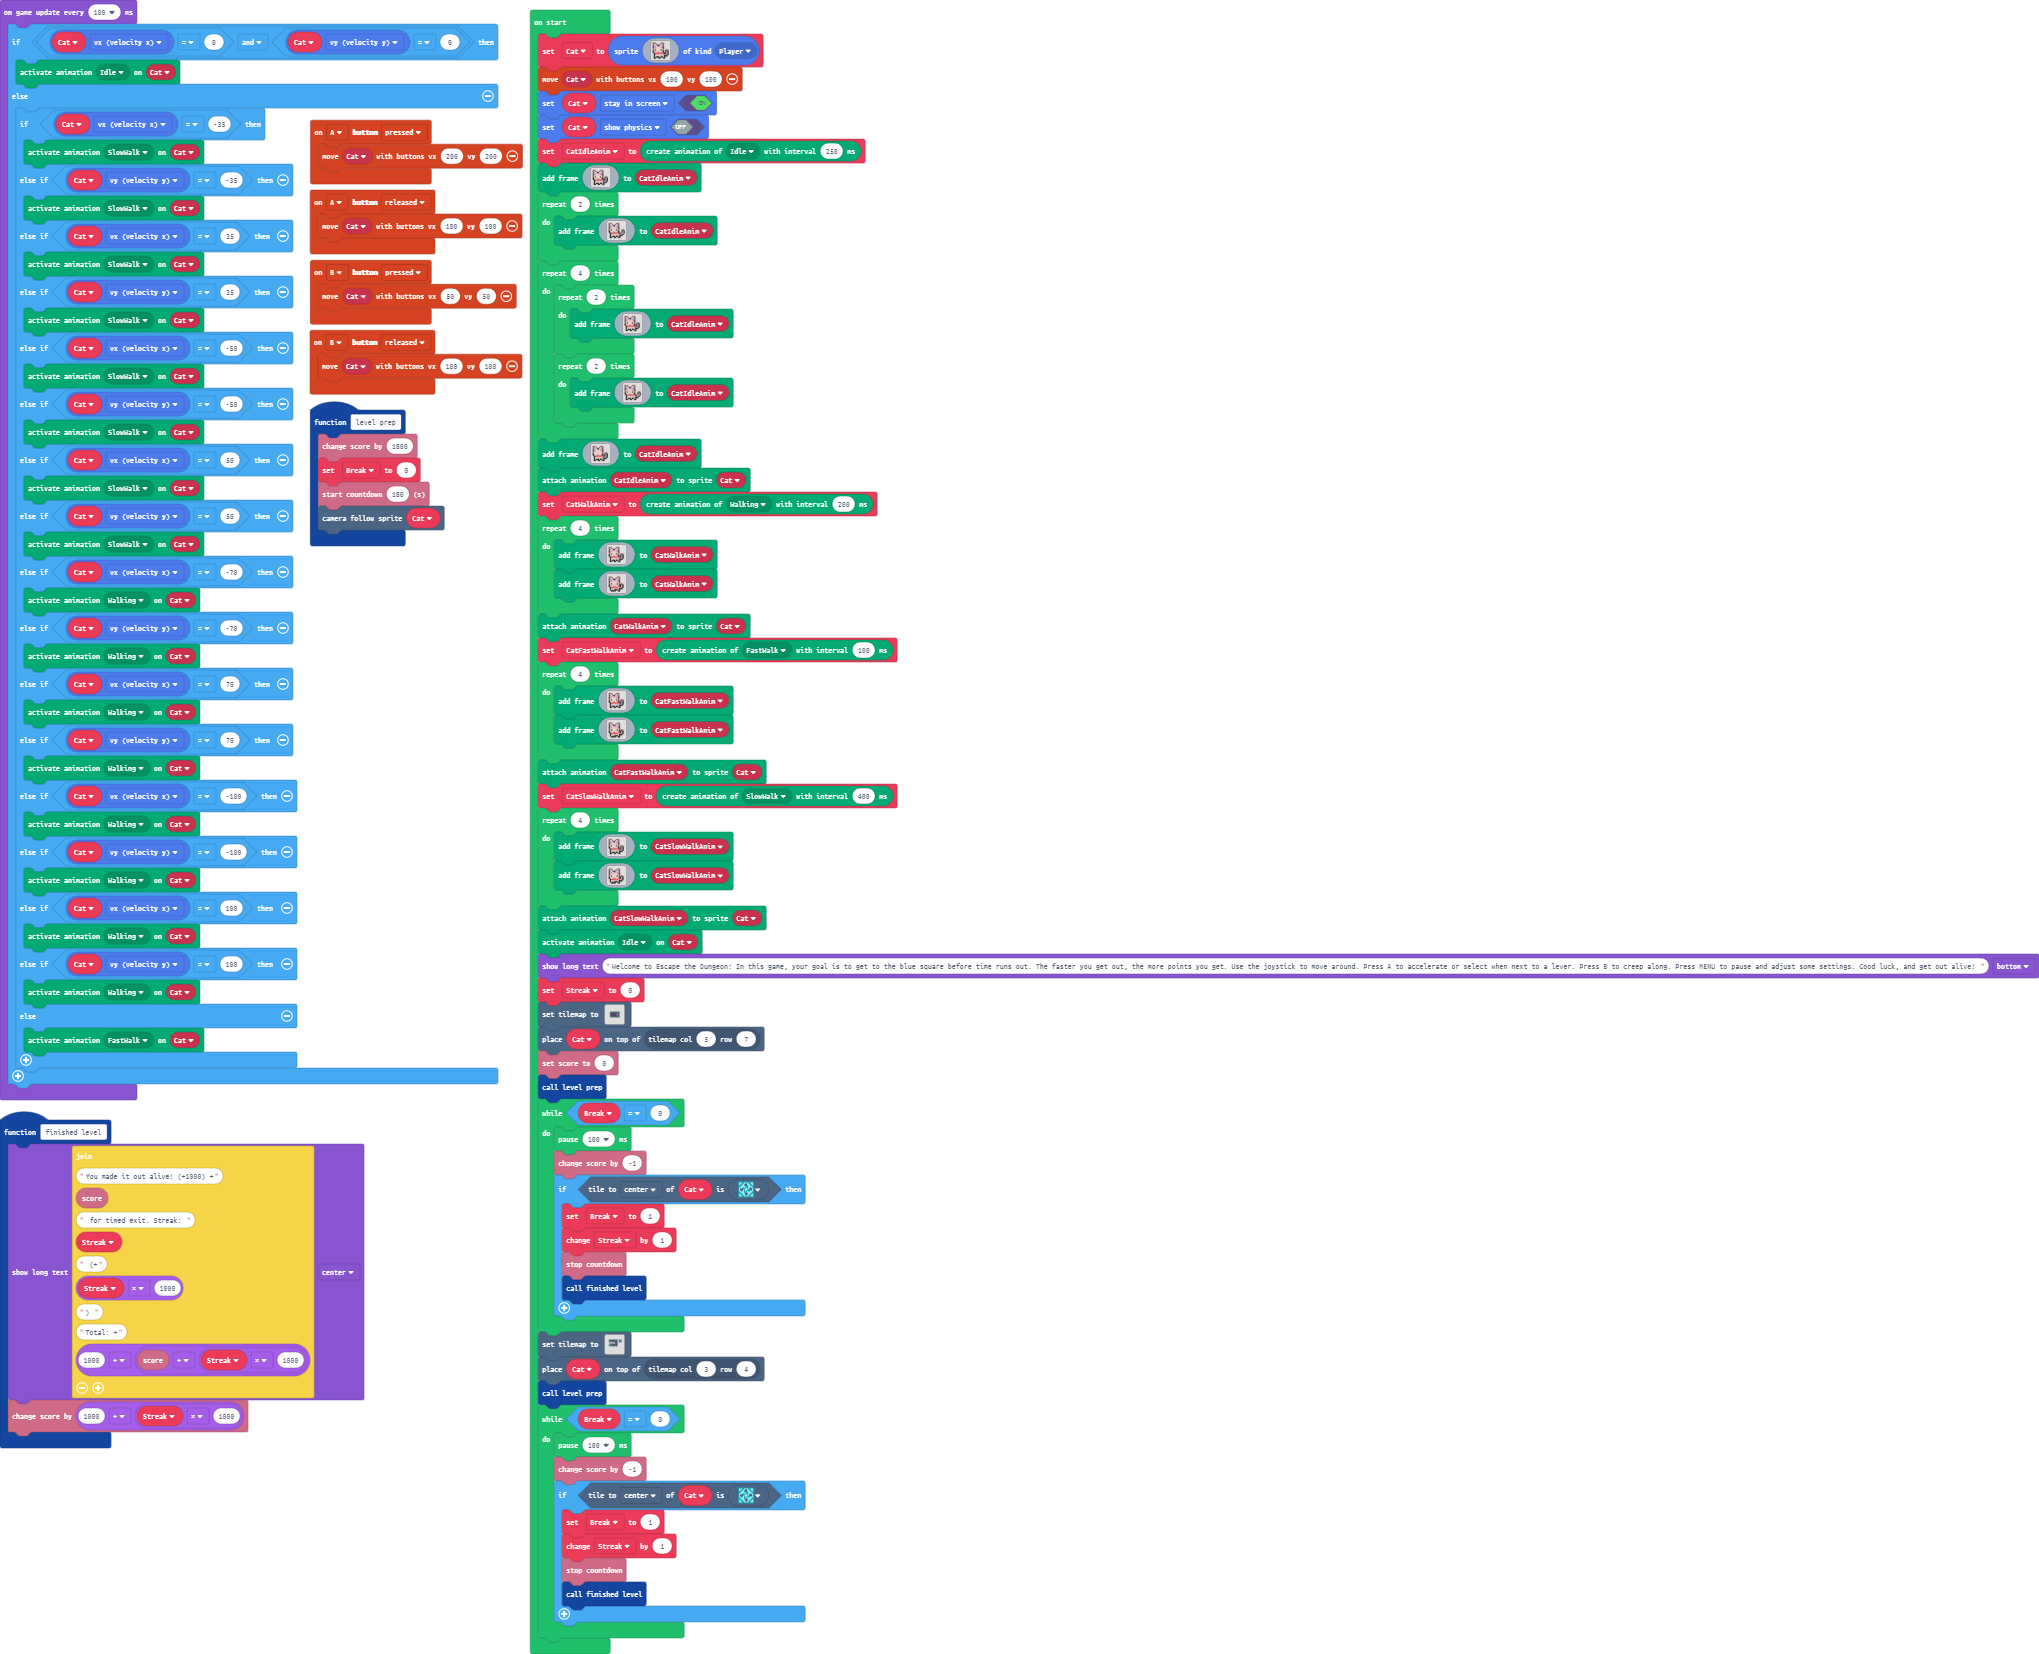 on game update every 100 ms
if Cat vx (velocity x) = 0 and Cat vy (velocity y) = 0 then
activate animation Idle on Cat
else
if Cat vx (velocity x) = -35 then
activate animation SlowWalk on Cat
else if Cat vy (velocity y) = -35 then
activate animation SlowWalk on Cat
else if Cat vx (velocity x) = 35 then
activate animation SlowWalk on Cat
else if Cat vy (velocity y) = 35 then
activate animation SlowWalk on Cat
else if Cat vx (velocity x) = -50 then
activate animation SlowWalk on Cat
else if Cat vy (velocity y) = -50 then
activate animation SlowWalk on Cat
else if Cat vx (velocity x) = 50 then
activate animation SlowWalk on Cat
else if Cat vy (velocity y) = 50 then
activate animation SlowWalk on Cat
else if Cat vx (velocity x) = -70 then
activate animation Walking on Cat
else if Cat vy (velocity y) = -70 then
activate animation Walking on Cat
else if Cat vx (velocity x) = 70 then
activate animation Walking on Cat
else if Cat vy (velocity y) = 70 then
activate animation Walking on Cat
else if Cat vx (velocity x) = -100 then
activate animation Walking on Cat
else if Cat vy (velocity y) = -100 then
activate animation Walking on Cat
else if Cat vx (velocity x) = 100 then
activate animation Walking on Cat
else if Cat vy (velocity y) = 100 then
activate animation Walking on Cat
else
activate animation FastWalk on Cat
function finished level
show long text
join
"You made it out alive! (+1000) +"
score
" for timed exit. Streak: "
Streak
" (+"
Streak × 1000
") "
"Total: +"
1000 + score + Streak × 1000
center
change score by 1000 + Streak × 1000
on A button pressed
move Cat with buttons vx 200 vy 200
on A button released
move Cat with buttons vx 100 vy 100
on B button pressed
move Cat with buttons vx 50 vy 50
on B button released
move Cat with buttons vx 100 vy 100
function level prep
change score by 1800
set Break to 0
start countdown 180 (s)
camera follow sprite Cat
on start
set Cat to sprite of kind Player
move Cat with buttons vx 100 vy 100
set Cat stay in screen ON
set Cat show physics OFF
set CatIdleAnim to create animation of Idle with interval 250 ms
add frame to CatIdleAnim
repeat 2 times
do add frame to CatIdleAnim
repeat 4 times
do repeat 2 times
do add frame to CatIdleAnim
repeat 2 times
do add frame to CatIdleAnim
add frame to CatIdleAnim
attach animation CatIdleAnim to sprite Cat
set CatWalkAnim to create animation of Walking with interval 200 ms
repeat 4 times
do add frame to CatWalkAnim
add frame to CatWalkAnim
attach animation CatWalkAnim to sprite Cat
set CatFastWalkAnim to create animation of FastWalk with interval 100 ms
repeat 4 times
do add frame to CatFastWalkAnim
add frame to CatFastWalkAnim
attach animation CatFastWalkAnim to sprite Cat
set CatSlowWalkAnim to create animation of SlowWalk with interval 400 ms
repeat 4 times
do add frame to CatSlowWalkAnim
add frame to CatSlowWalkAnim
attach animation CatSlowWalkAnim to sprite Cat
activate animation Idle on Cat
show long text "Welcome to Escape the Dungeon! In this game, your goal is to get to the blue square before time runs out. The faster you get out, the more points you get. Use the joystick to move around. Press A to accelerate or select when next to a lever. Press B to creep along. Press MENU to pause and adjust some settings. Good luck, and get out alive! " bottom
set Streak to 0
set tilemap to
place Cat on top of tilemap col 5 row 7
set score to 0
call level prep
while Break = 0
do pause 100 ms
change score by -1
if tile to center of Cat is then
set Break to 1
change Streak by 1
stop countdown
call finished level
set tilemap to
place Cat on top of tilemap col 3 row 4
call level prep
while Break = 0
do pause 100 ms
change score by -1
if tile to center of Cat is then
set Break to 1
change Streak by 1
stop countdown
call finished level